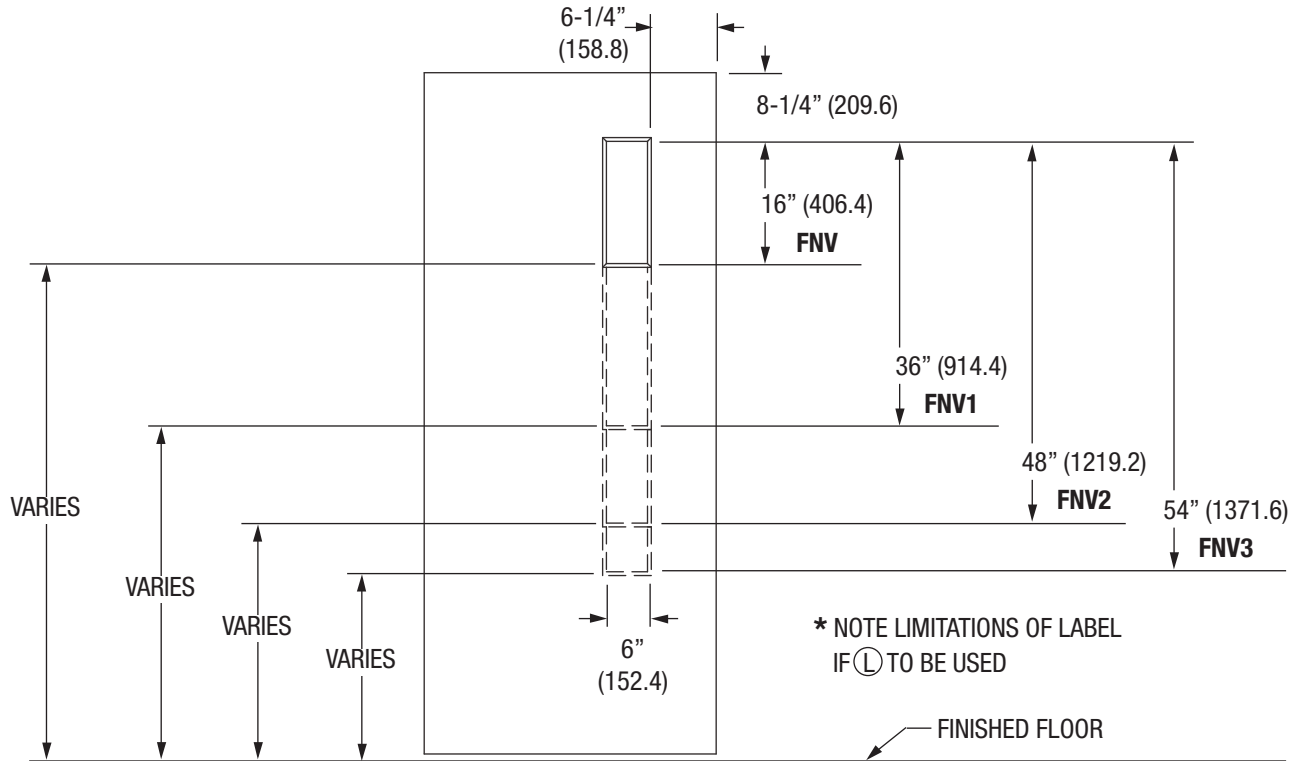 6-1/4”
(158.8)
8-1/4” (209.6)
16” (406.4)
FNV
36” (914.4)
FNV1
48” (1219.2)
FNV2
54” (1371.6)
FNV3
VARIES
VARIES
VARIES
VARIES
6”
(152.4)
* NOTE LIMITATIONS OF LABEL
IF Ⓛ TO BE USED
FINISHED FLOOR